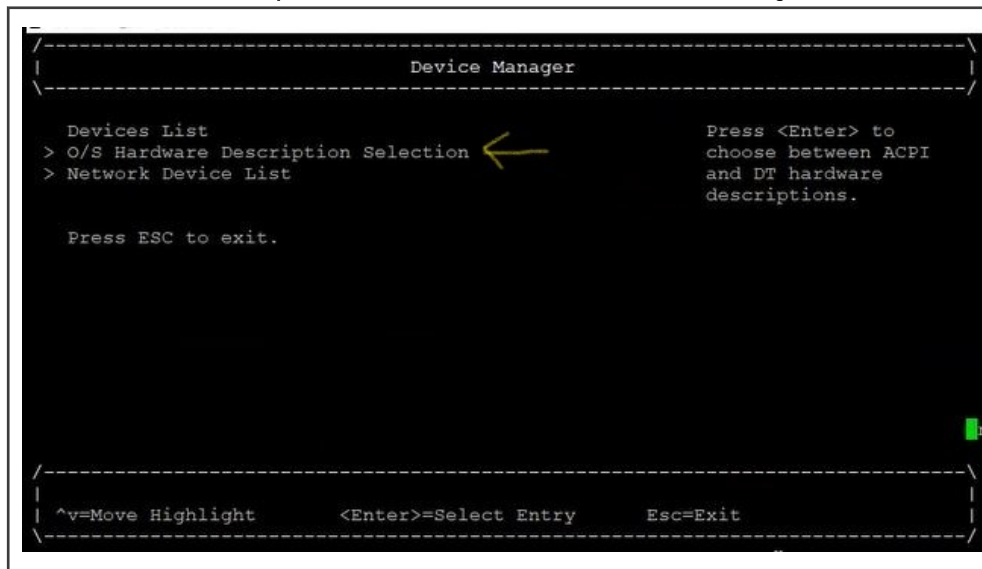 /------------------------------------------------------------------------------\
| Device Manager |
\------------------------------------------------------------------------------/
Devices List
> O/S Hardware Description Selection
> Network Device List
Press ESC to exit.
Press <Enter> to
choose between ACPI
and DT hardware
descriptions.
/------------------------------------------------------------------------------\
| |
| ^v=Move Highlight <Enter>=Select Entry Esc=Exit |
\------------------------------------------------------------------------------/